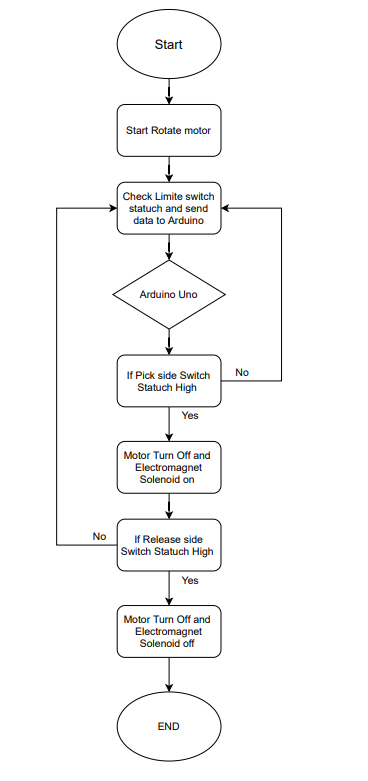 Start
Start Rotate motor
Check Limite switch
statuch and send
data to Arduino
Arduino Uno
If Pick side Switch
Statuch High
No
Yes
Motor Turn Off and
Electromagnet
Solenoid on
No
If Release side
Switch Statuch High
Yes
Motor Turn Off and
Electromagnet
Solenoid off
END